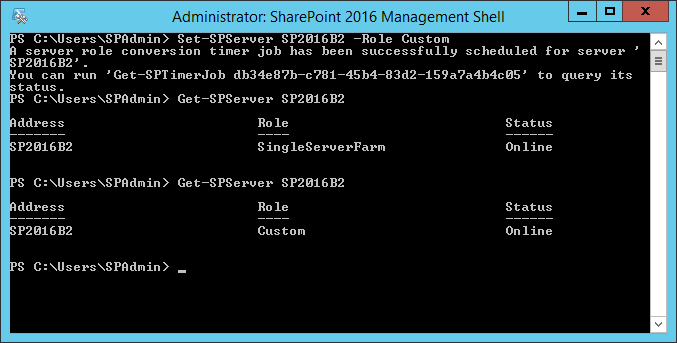 Administrator: SharePoint 2016 Management Shell
PS C:\Users\SPAdmin> Set-SPServer SP2016B2 -Role Custom
A server role conversion timer job has been successfully scheduled for server '
SP2016B2'.
You can run 'Get-SPTimerJob db34e87b-c781-45b4-83d2-159a7a4b4c05' to query its
status.
PS C:\Users\SPAdmin> Get-SPServer SP2016B2
Address Role Status
------- ---- ------
SP2016B2 SingleServerFarm Online
PS C:\Users\SPAdmin> Get-SPServer SP2016B2
Address Role Status
------- ---- ------
SP2016B2 Custom Online
PS C:\Users\SPAdmin> _